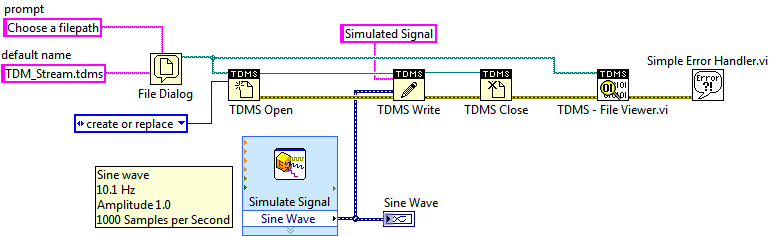 prompt
Choose a filepath
default name
TDM_Stream.tdms
File Dialog
Simulated Signal
TDMS
TDMS Open
create or replace
TDMS
TDMS Write
TDMS
TDMS Close
TDMS
TDMS - File Viewer.vi
Simple Error Handler.vi
Error
?!
Sine wave
10.1 Hz
Amplitude 1.0
1000 Samples per Second
Simulate Signal
Sine Wave
Sine Wave